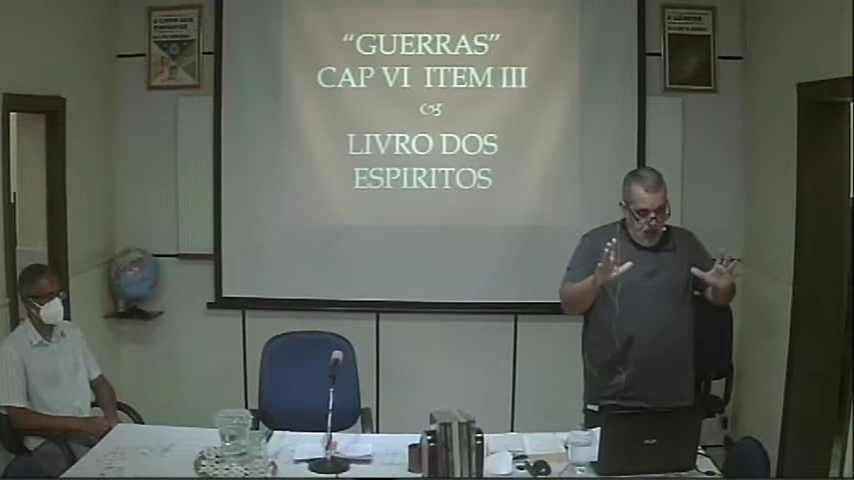 “GUERRAS”
CAP VI ITEM III
LIVRO DOS
ESPIRITOS